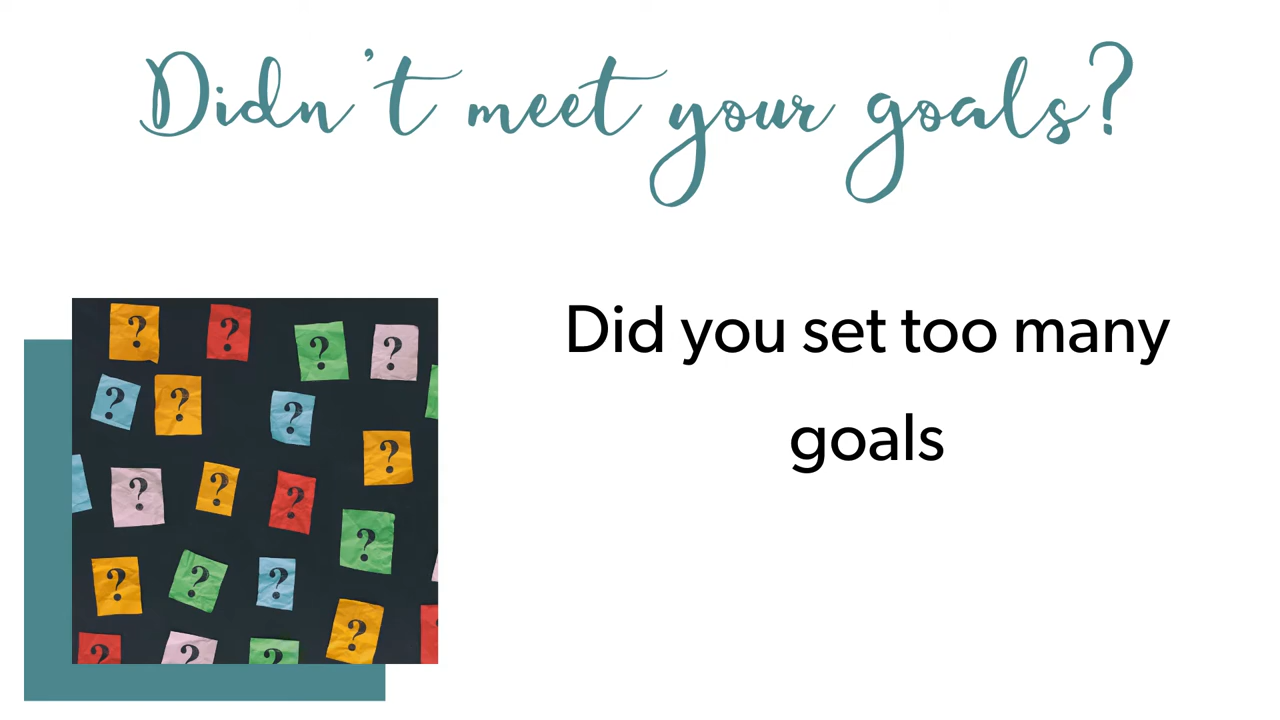 Didn't meet your goals?
? ? ? ?
? ? ?
?
? ? ?
?
? ? ?
?
? ? ?
Did you set too many
goals